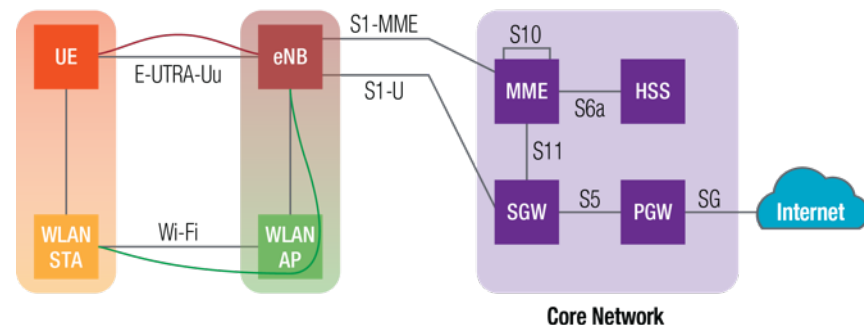 S1-MME
S10
UE
eNB
E-UTRA-Uu
S1-U
MME
HSS
S6a
S11
WLAN
STA
Wi-Fi
WLAN
AP
SGW
S5
PGW
SG
Internet
Core Network